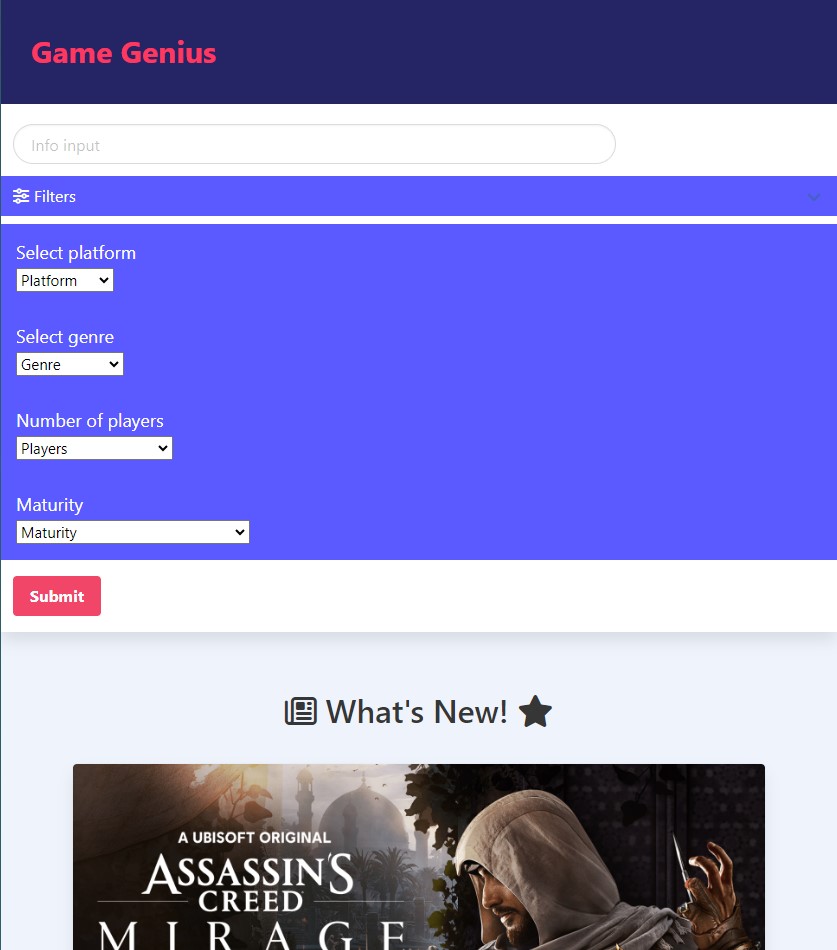 Game Genius
Info input
Filters
Select platform
Platform
Select genre
Genre
Number of players
Players
Maturity
Maturity
Submit
What's New!
A UBISOFT ORIGINAL
ASSASSIN'S
CREED
MIRAGE